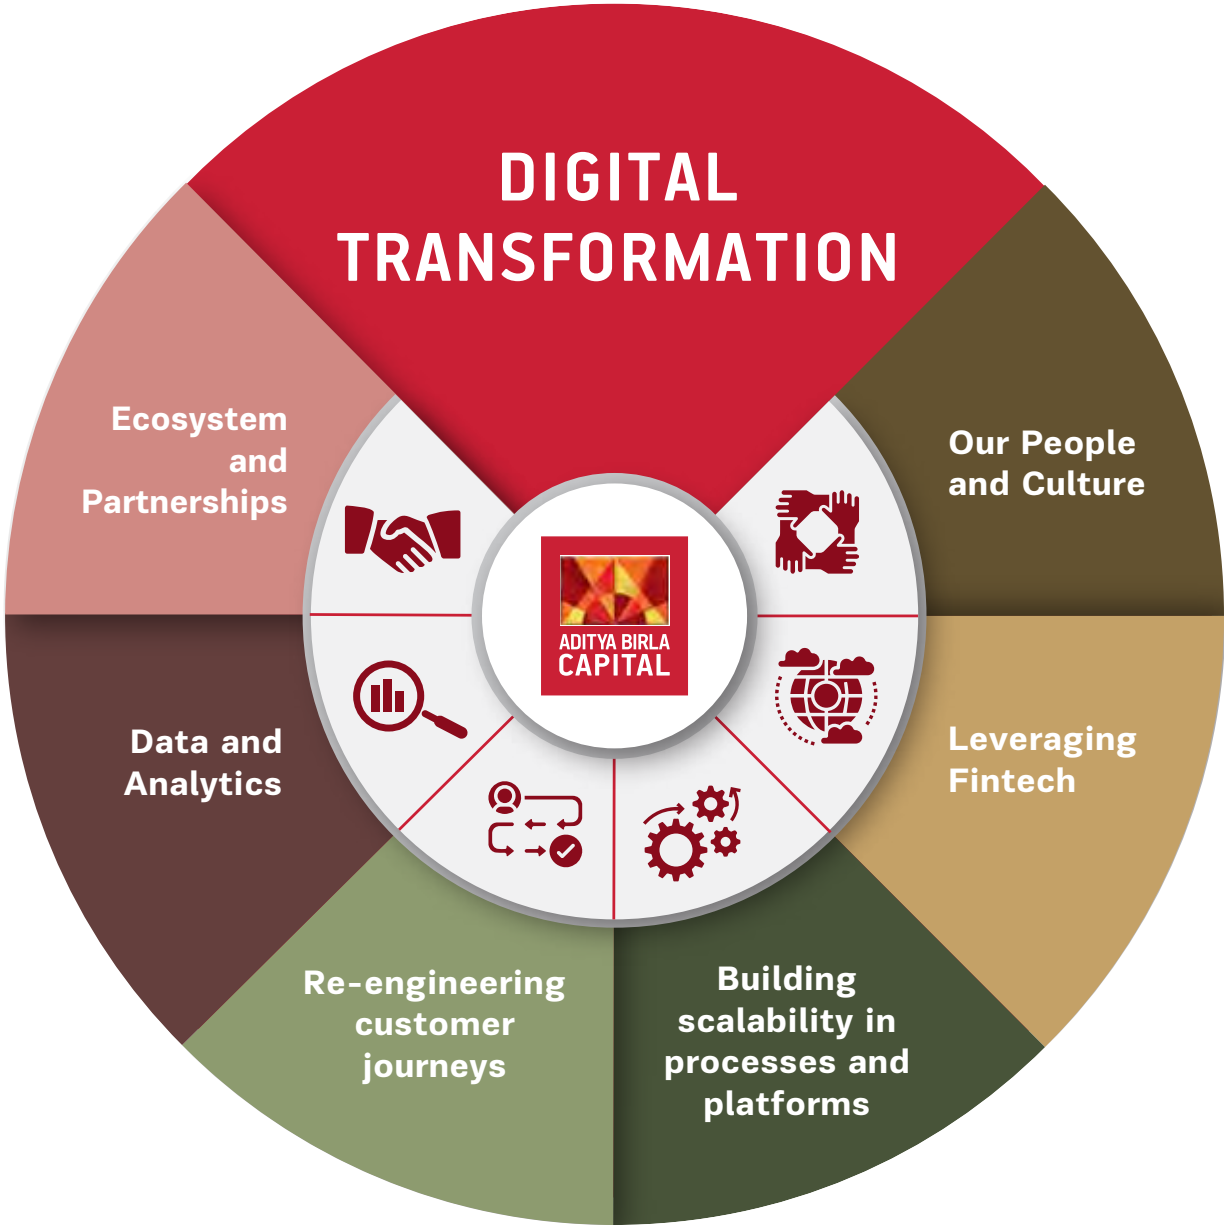 DIGITAL
TRANSFORMATION
Ecosystem
and
Partnerships
Our People
and Culture
ADITYA BIRLA
CAPITAL
Data and
Analytics
Leveraging
Fintech
Re-engineering
customer
journeys
Building
scalability in
processes and
platforms